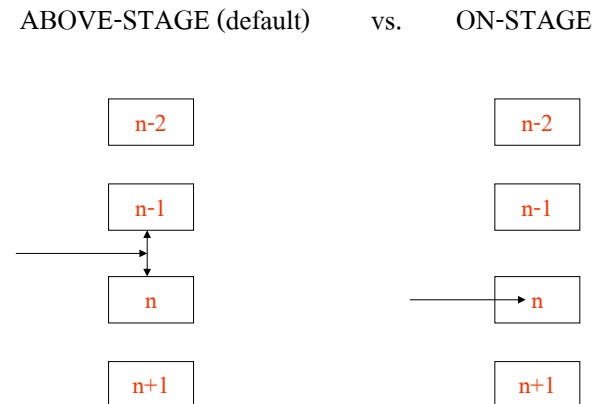 ABOVE-STAGE (default) vs. ON-STAGE
n-2 n-2
n-1 n-1
n n
n+1 n+1